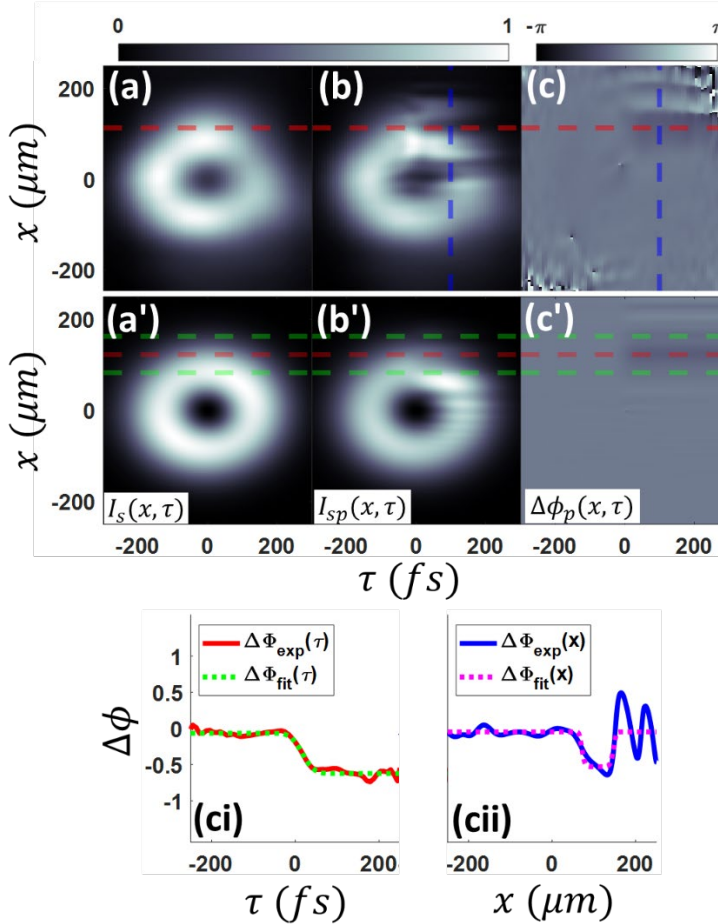 0 1 -π π
(a) (b) (c)
200
0
-200
x (μm)
(a') (b') (c')
200
0
-200
x (μm)
I_s(x, τ) I_sp(x, τ) Δϕ_p(x, τ)
-200 0 200 -200 0 200 -200 0 200
τ (fs)
ΔΦ_exp(τ)
ΔΦ_fit(τ)
1
0.5
0
-0.5
-1
Δϕ
(ci)
-200 0 200
τ (fs)
ΔΦ_exp(x)
ΔΦ_fit(x)
(cii)
-200 0 200
x (μm)